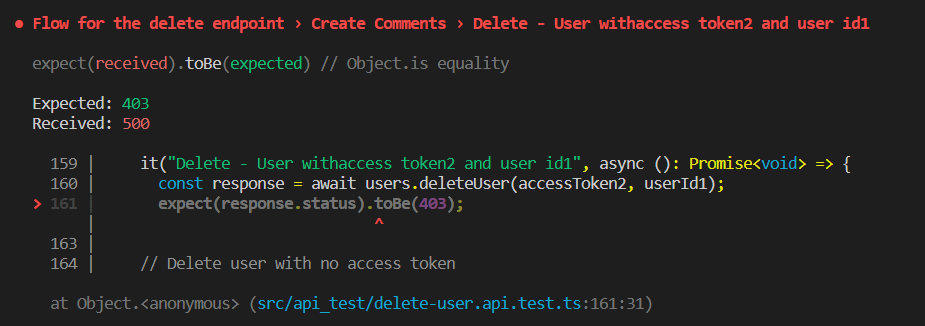 ● Flow for the delete endpoint › Create Comments › Delete - User withaccess token2 and user id1
expect(received).toBe(expected) // Object.is equality
Expected: 403
Received: 500
159 |     it("Delete - User withaccess token2 and user id1", async (): Promise<void> => {
160 |       const response = await users.deleteUser(accessToken2, userId1);
> 161 |       expect(response.status).toBe(403);
|                               ^
163 |
164 |     // Delete user with no access token
at Object.<anonymous> (src/api_test/delete-user.api.test.ts:161:31)